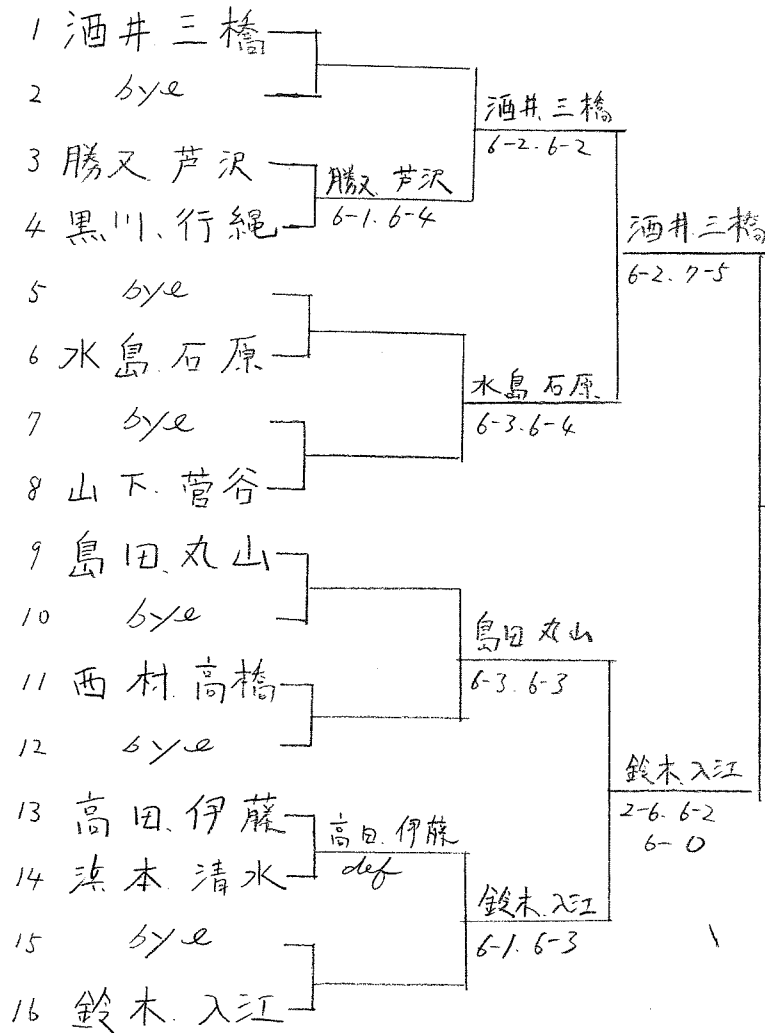 1 酒井 三橋
2 bye
3 勝又 芦沢
4 黒川、行縄
5 bye
6 水島 石原
7 bye
8 山下、菅谷
9 島田、丸山
10 bye
11 西村 高橋
12 bye
13 高田、伊藤
14 浜本 清水
15 bye
16 鈴木、入江
勝又 芦沢
6-1. 6-4
高田、伊藤
def
酒井 三橋
6-2. 6-2
水島 石原
6-3. 6-4
島田 丸山
6-3. 6-3
鈴木、入江
6-1. 6-3
酒井 三橋
6-2. 7-5
鈴木、入江
2-6. 6-2
6-0